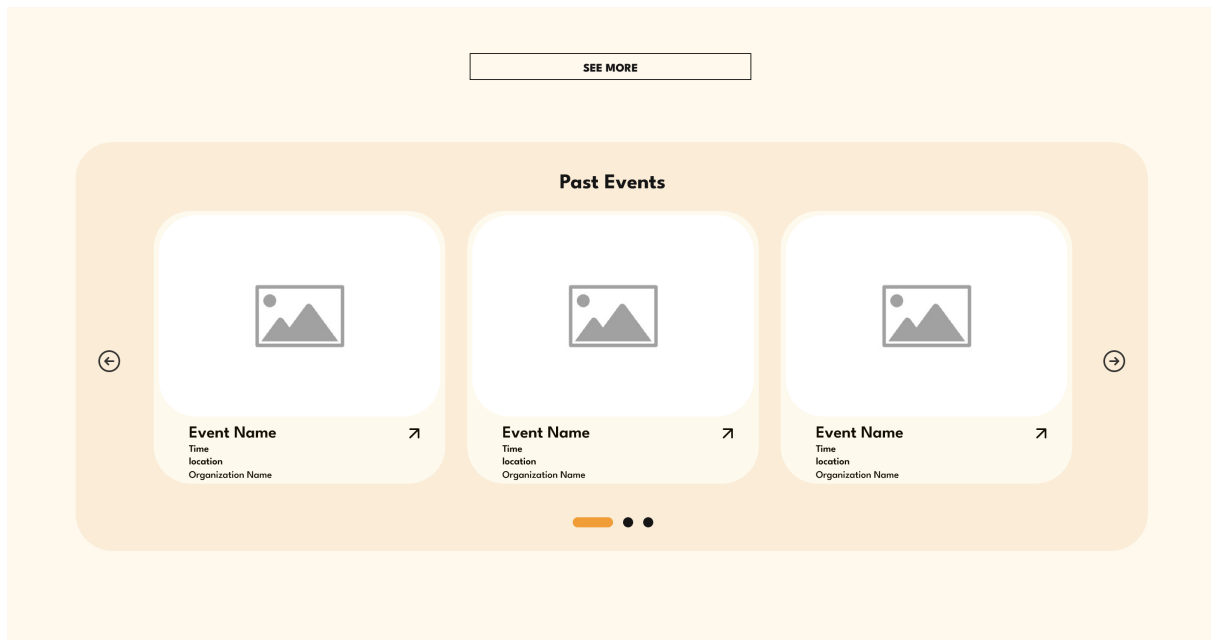 SEE MORE
Past Events
Event Name
Time
location
Organization Name
Event Name
Time
location
Organization Name
Event Name
Time
location
Organization Name